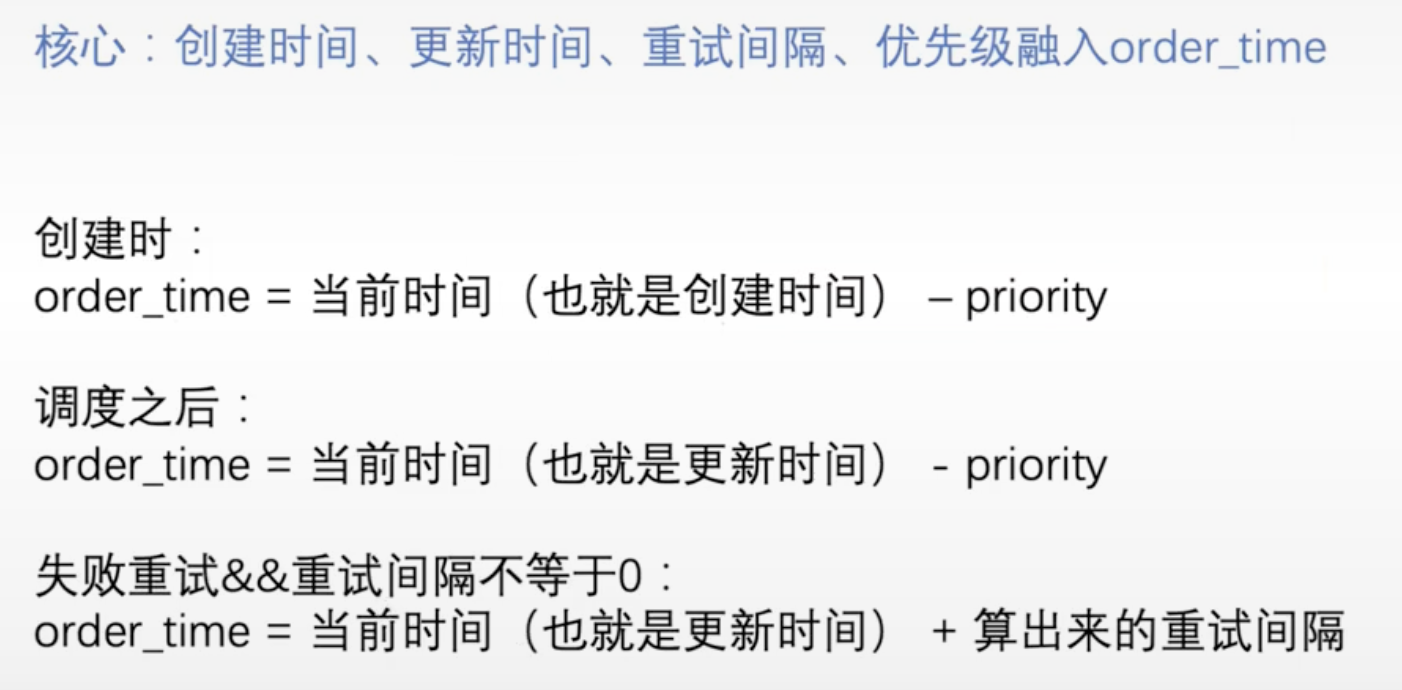 核心：创建时间、更新时间、重试间隔、优先级融入order_time
创建时：
order_time = 当前时间（也就是创建时间） – priority
调度之后：
order_time = 当前时间（也就是更新时间） - priority
失败重试&&重试间隔不等于0：
order_time = 当前时间（也就是更新时间） + 算出来的重试间隔